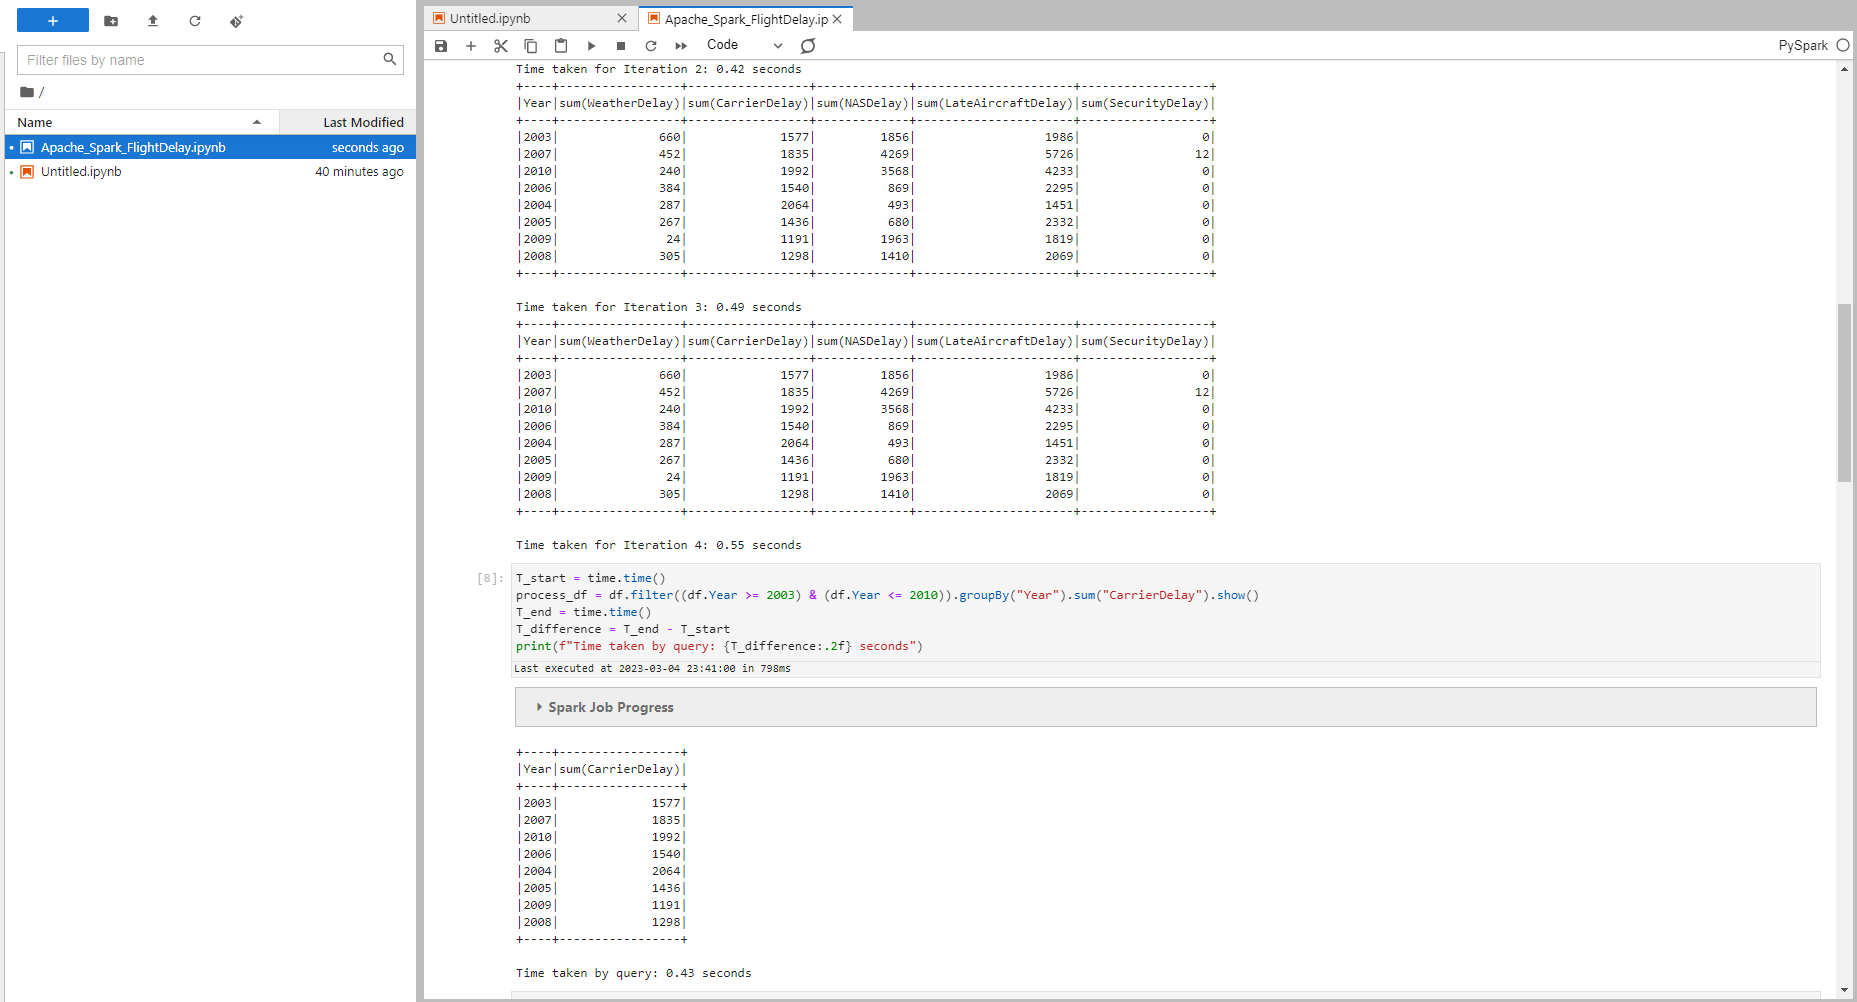 Filter files by name
/
Name Last Modified
Apache_Spark_FlightDelay.ipynb seconds ago
Untitled.ipynb 40 minutes ago
Untitled.ipynb
Apache_Spark_FlightDelay.ip
Code
PySpark
Time taken for Iteration 2: 0.42 seconds
+----+-----------------+-----------------+-------------+----------------------+------------------+
|Year|sum(WeatherDelay)|sum(CarrierDelay)|sum(NASDelay)|sum(LateAircraftDelay)|sum(SecurityDelay)|
+----+-----------------+-----------------+-------------+----------------------+------------------+
|2003|              660|             1577|         1856|                  1986|                 0|
|2007|              452|             1835|         4269|                  5726|                12|
|2010|              240|             1992|         3568|                  4233|                 0|
|2006|              384|             1540|          869|                  2295|                 0|
|2004|              287|             2064|          493|                  1451|                 0|
|2005|              267|             1436|          680|                  2332|                 0|
|2009|               24|             1191|         1963|                  1819|                 0|
|2008|              305|             1298|         1410|                  2069|                 0|
+----+-----------------+-----------------+-------------+----------------------+------------------+
Time taken for Iteration 3: 0.49 seconds
+----+-----------------+-----------------+-------------+----------------------+------------------+
|Year|sum(WeatherDelay)|sum(CarrierDelay)|sum(NASDelay)|sum(LateAircraftDelay)|sum(SecurityDelay)|
+----+-----------------+-----------------+-------------+----------------------+------------------+
|2003|              660|             1577|         1856|                  1986|                 0|
|2007|              452|             1835|         4269|                  5726|                12|
|2010|              240|             1992|         3568|                  4233|                 0|
|2006|              384|             1540|          869|                  2295|                 0|
|2004|              287|             2064|          493|                  1451|                 0|
|2005|              267|             1436|          680|                  2332|                 0|
|2009|               24|             1191|         1963|                  1819|                 0|
|2008|              305|             1298|         1410|                  2069|                 0|
+----+-----------------+-----------------+-------------+----------------------+------------------+
Time taken for Iteration 4: 0.55 seconds
[8]: T_start = time.time()
process_df = df.filter((df.Year >= 2003) & (df.Year <= 2010)).groupBy("Year").sum("CarrierDelay").show()
T_end = time.time()
T_difference = T_end - T_start
print(f"Time taken by query: {T_difference:.2f} seconds")
Last executed at 2023-03-04 23:41:00 in 798ms
Spark Job Progress
+----+-----------------+
|Year|sum(CarrierDelay)|
+----+-----------------+
|2003|             1577|
|2007|             1835|
|2010|             1992|
|2006|             1540|
|2004|             2064|
|2005|             1436|
|2009|             1191|
|2008|             1298|
+----+-----------------+
Time taken by query: 0.43 seconds